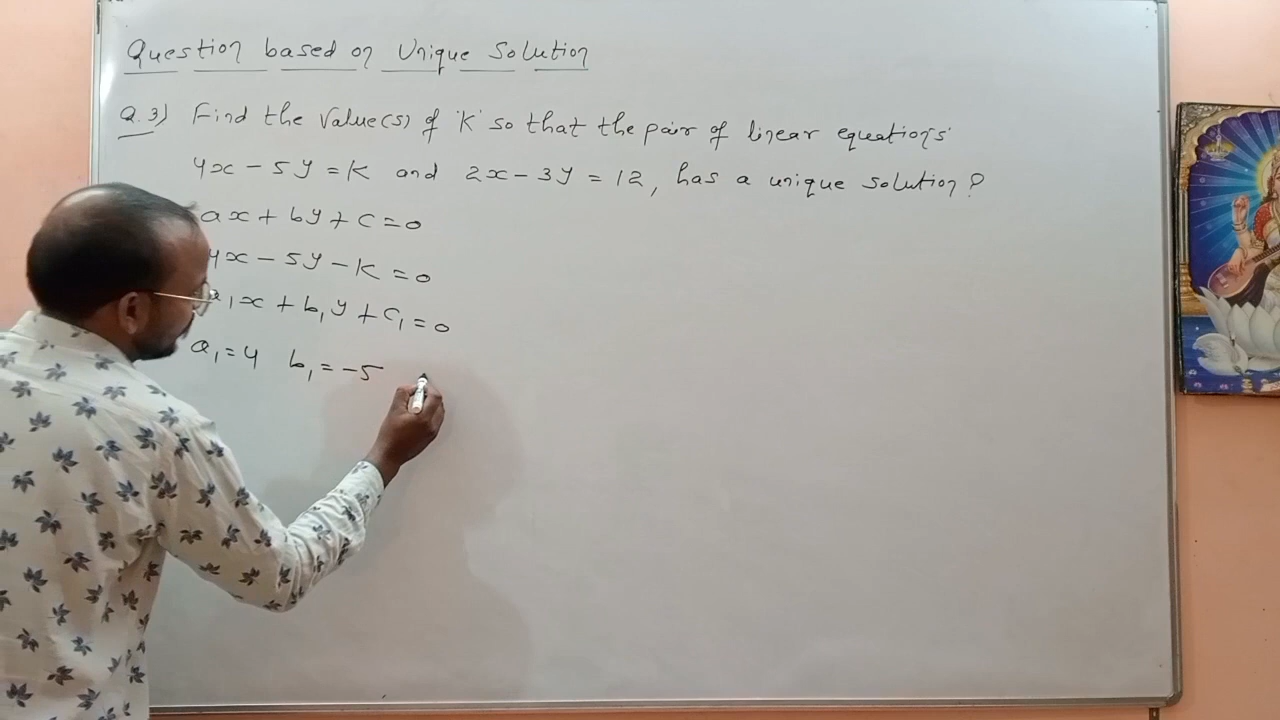 Question based on Unique Solution
Q.3) Find the value(s) of 'K' so that the pair of linear equations
4x - 5y = K and 2x - 3y = 12, has a unique solution?
ax + by + c = 0
4x - 5y - K = 0
a₁x + b₁y + c₁ = 0
a₁ = 4 b₁ = -5